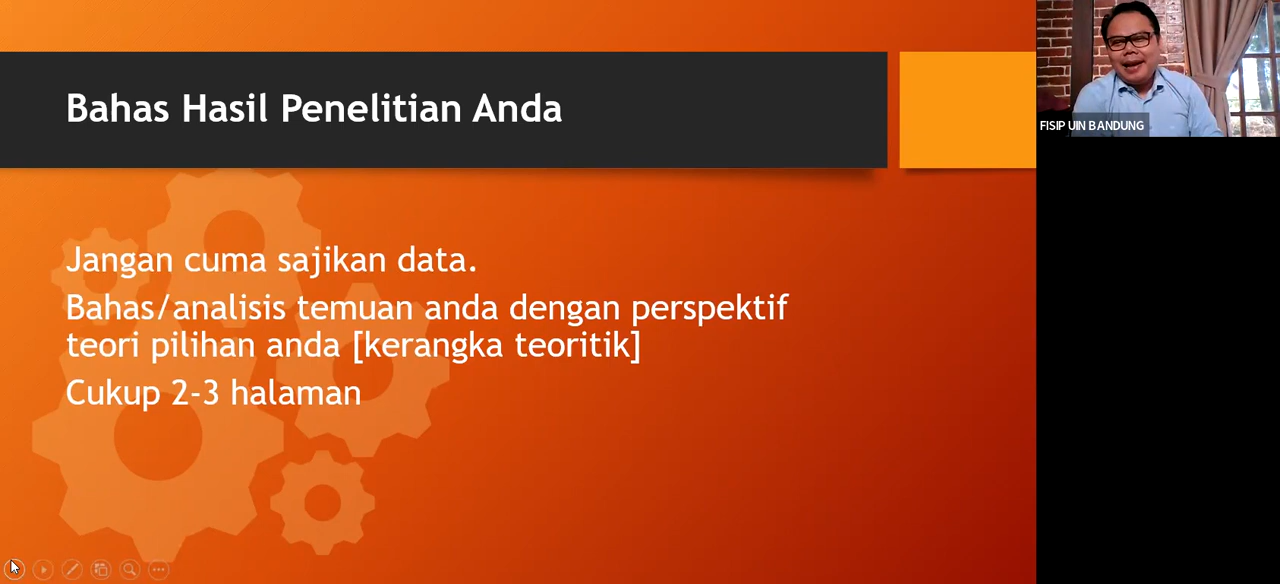 Bahas Hasil Penelitian Anda
Jangan cuma sajikan data.
Bahas/analisis temuan anda dengan perspektif
teori pilihan anda [kerangka teoritik]
Cukup 2-3 halaman
FISIP UIN BANDUNG